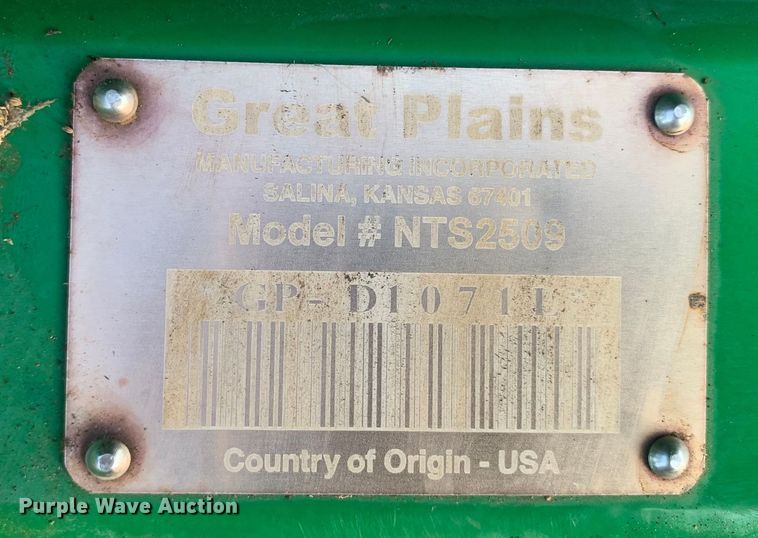 Great Plains
MANUFACTURING INCORPORATED
SALINA, KANSAS 67401
Model # NTS2509
GP- D1071L
Country of Origin - USA
Purple Wave Auction